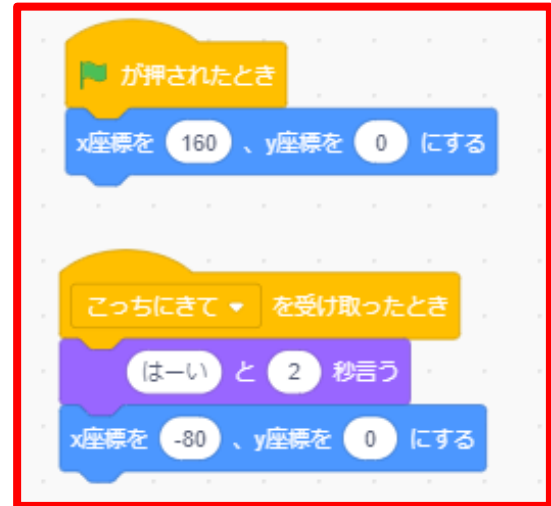 が押されたとき
x座標を 160 、y座標を 0 にする
こっちにきて を受け取ったとき
はーい と 2 秒言う
x座標を -80 、y座標を 0 にする